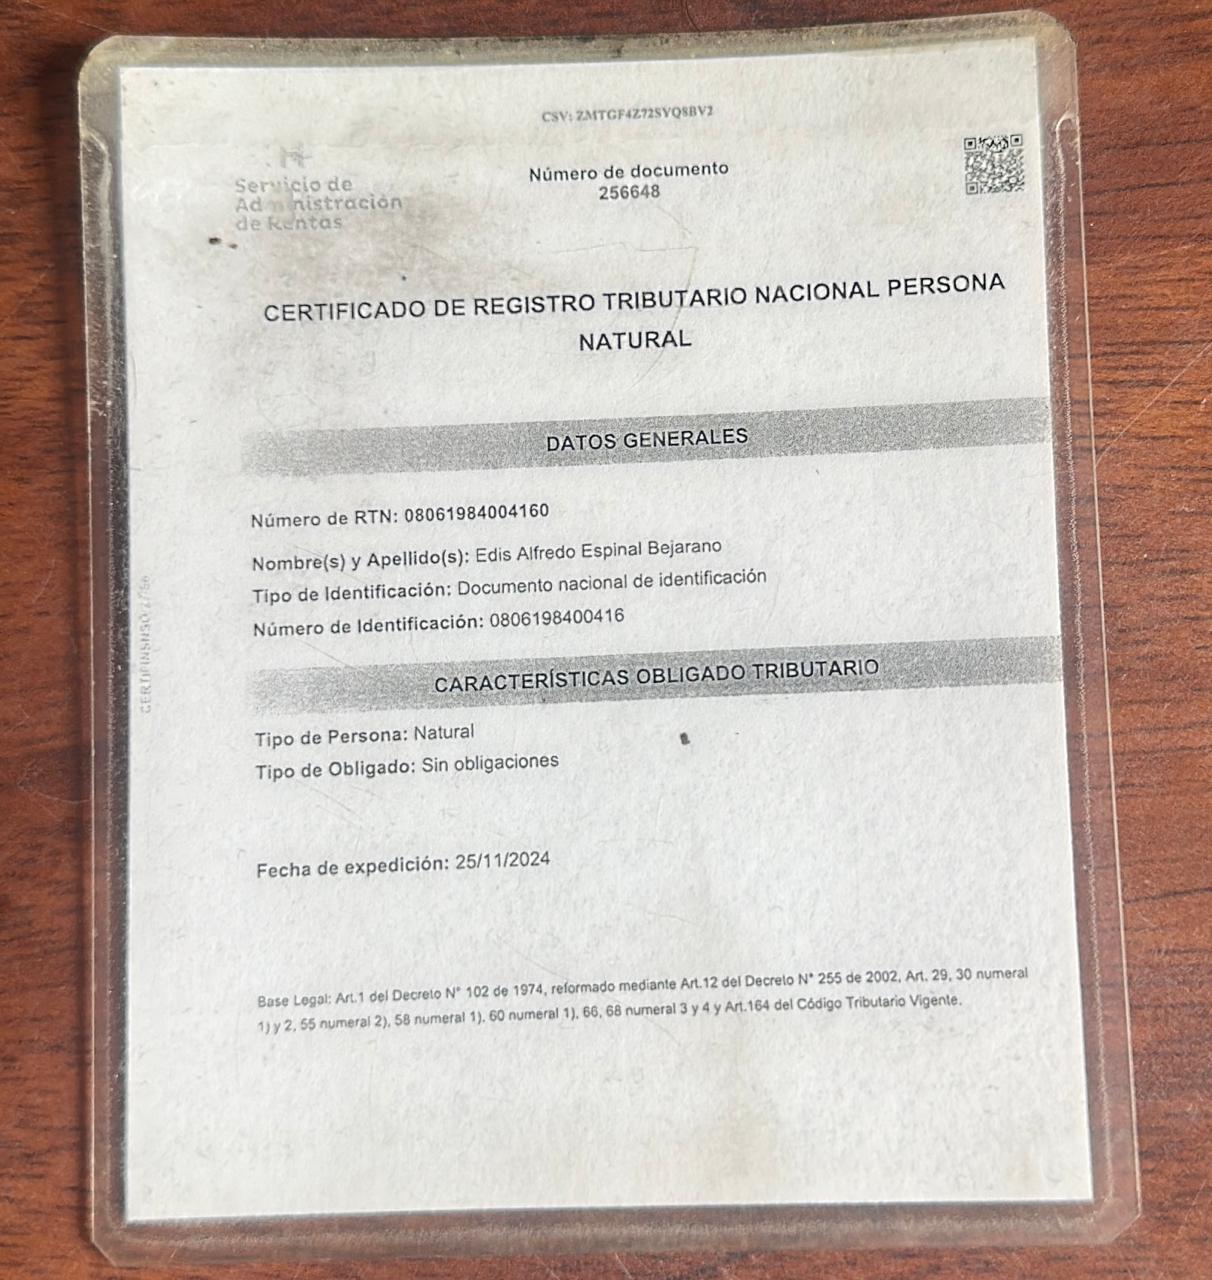 CSV: ZMTGF4Z72SYQ8BV2
Servicio de
Administración
de Rentas
Número de documento
256648
CERTIFICADO DE REGISTRO TRIBUTARIO NACIONAL PERSONA
NATURAL
DATOS GENERALES
Número de RTN: 08061984004160
Nombre(s) y Apellido(s): Edis Alfredo Espinal Bejarano
Tipo de Identificación: Documento nacional de identificación
Número de Identificación: 0806198400416
CARACTERÍSTICAS OBLIGADO TRIBUTARIO
Tipo de Persona: Natural
Tipo de Obligado: Sin obligaciones
Fecha de expedición: 25/11/2024
Base Legal: Art.1 del Decreto N° 102 de 1974, reformado mediante Art.12 del Decreto N° 255 de 2002, Art. 29, 30 numeral
1) y 2, 55 numeral 2), 58 numeral 1). 60 numeral 1), 66, 68 numeral 3 y 4 y Art.164 del Código Tributario Vigente.